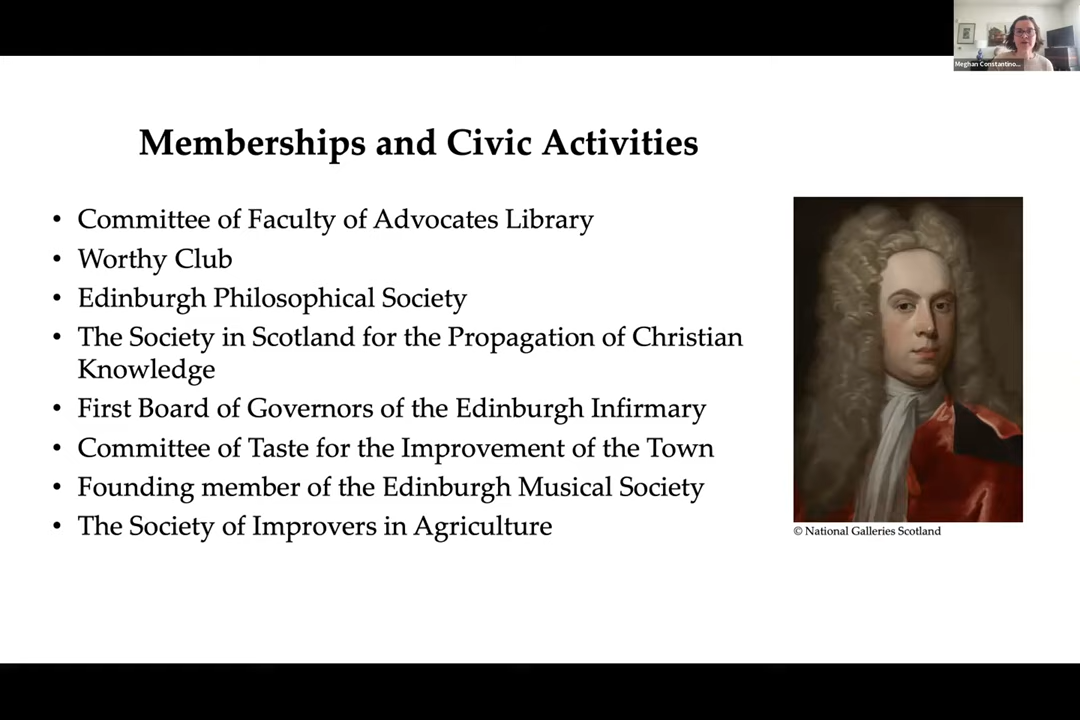 Meghan Constantino...
Memberships and Civic Activities
• Committee of Faculty of Advocates Library
• Worthy Club
• Edinburgh Philosophical Society
• The Society in Scotland for the Propagation of Christian
Knowledge
• First Board of Governors of the Edinburgh Infirmary
• Committee of Taste for the Improvement of the Town
• Founding member of the Edinburgh Musical Society
• The Society of Improvers in Agriculture
© National Galleries Scotland